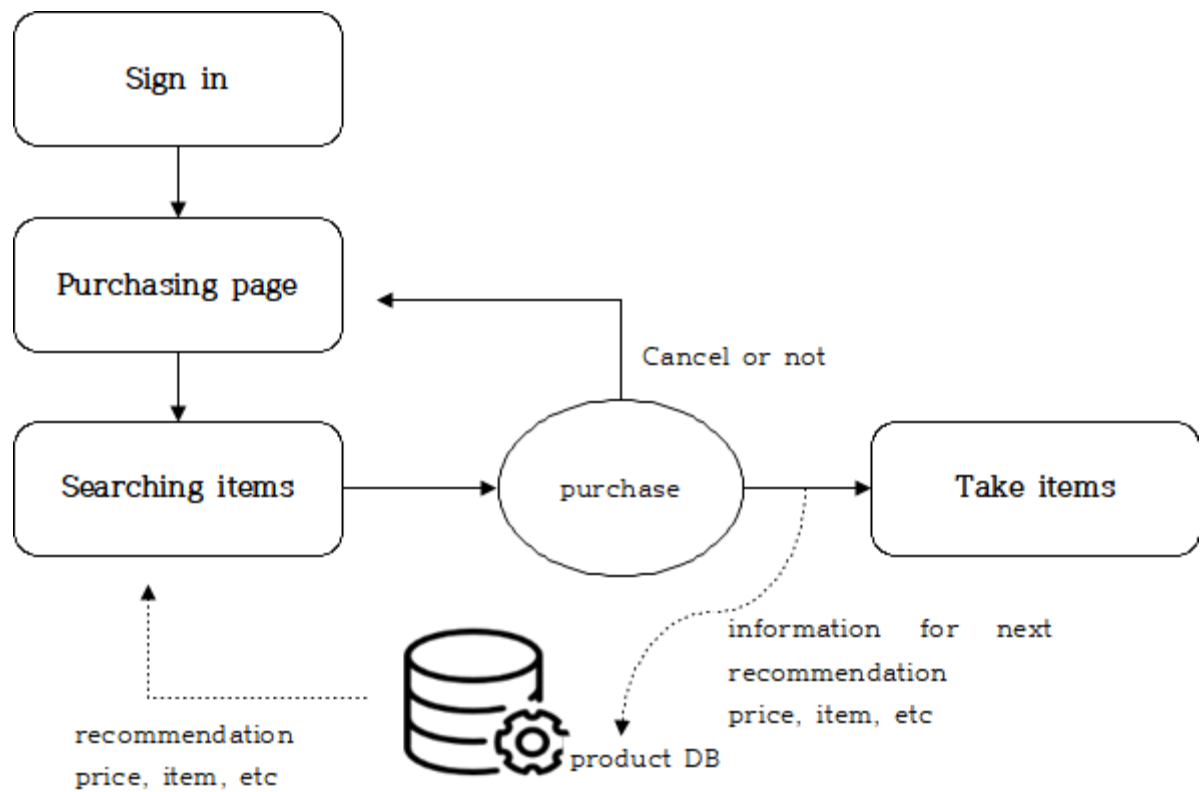 Sign in
Purchasing page
Cancel or not
Searching items
purchase
Take items
information for next
recommendation
price, item, etc
recommendation
price, item, etc
product DB